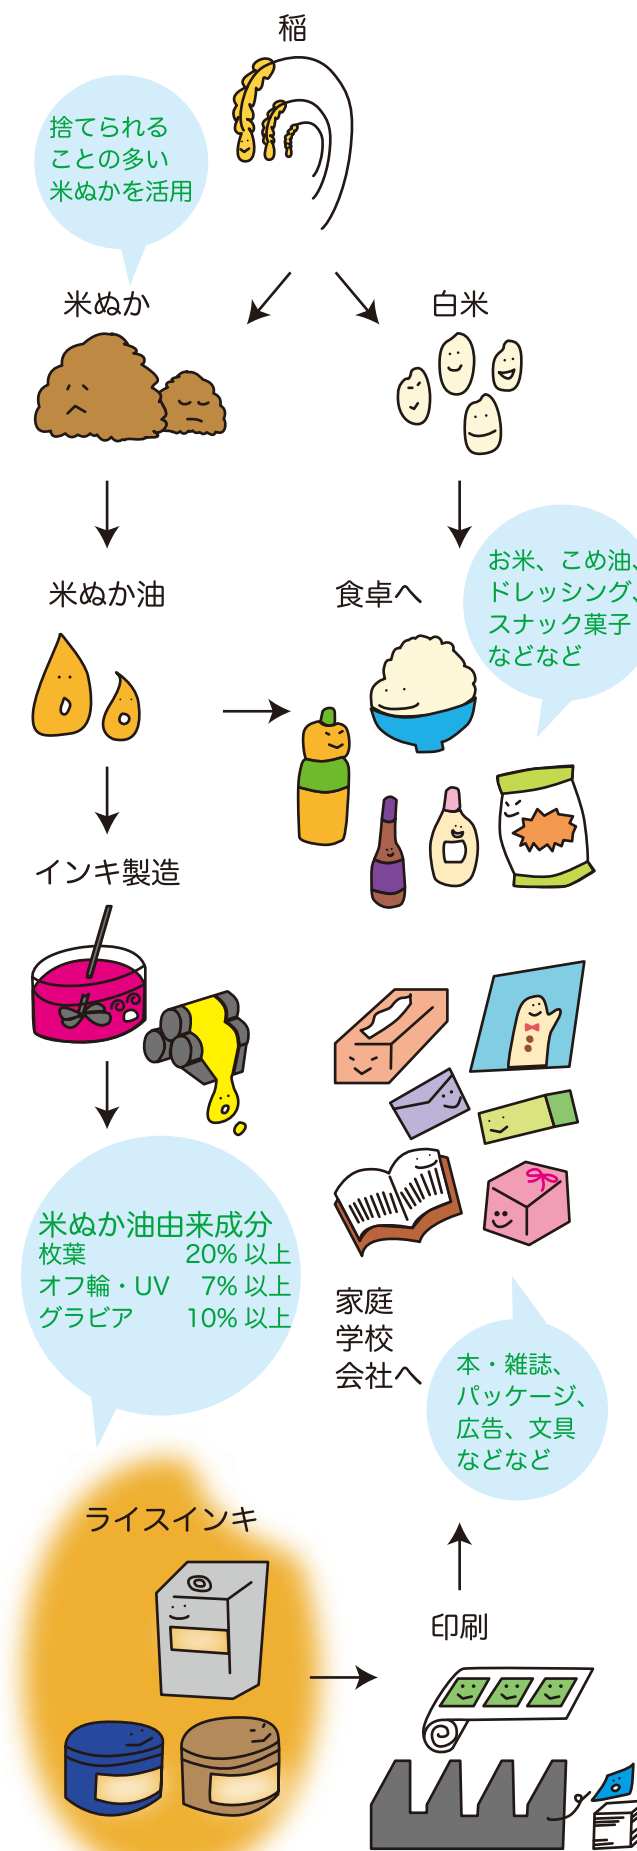 稲
捨てられる
ことの多い
米ぬかを活用
米ぬか
白米
米ぬか油
食卓へ
お米、こめ油、
ドレッシング、
スナック菓子
などなど
インキ製造
米ぬか油由来成分
枚葉 20% 以上
オフ輪・UV 7% 以上
グラビア 10% 以上
家庭
学校
会社へ
本・雑誌、
パッケージ、
広告、文具
などなど
ライスインキ
印刷